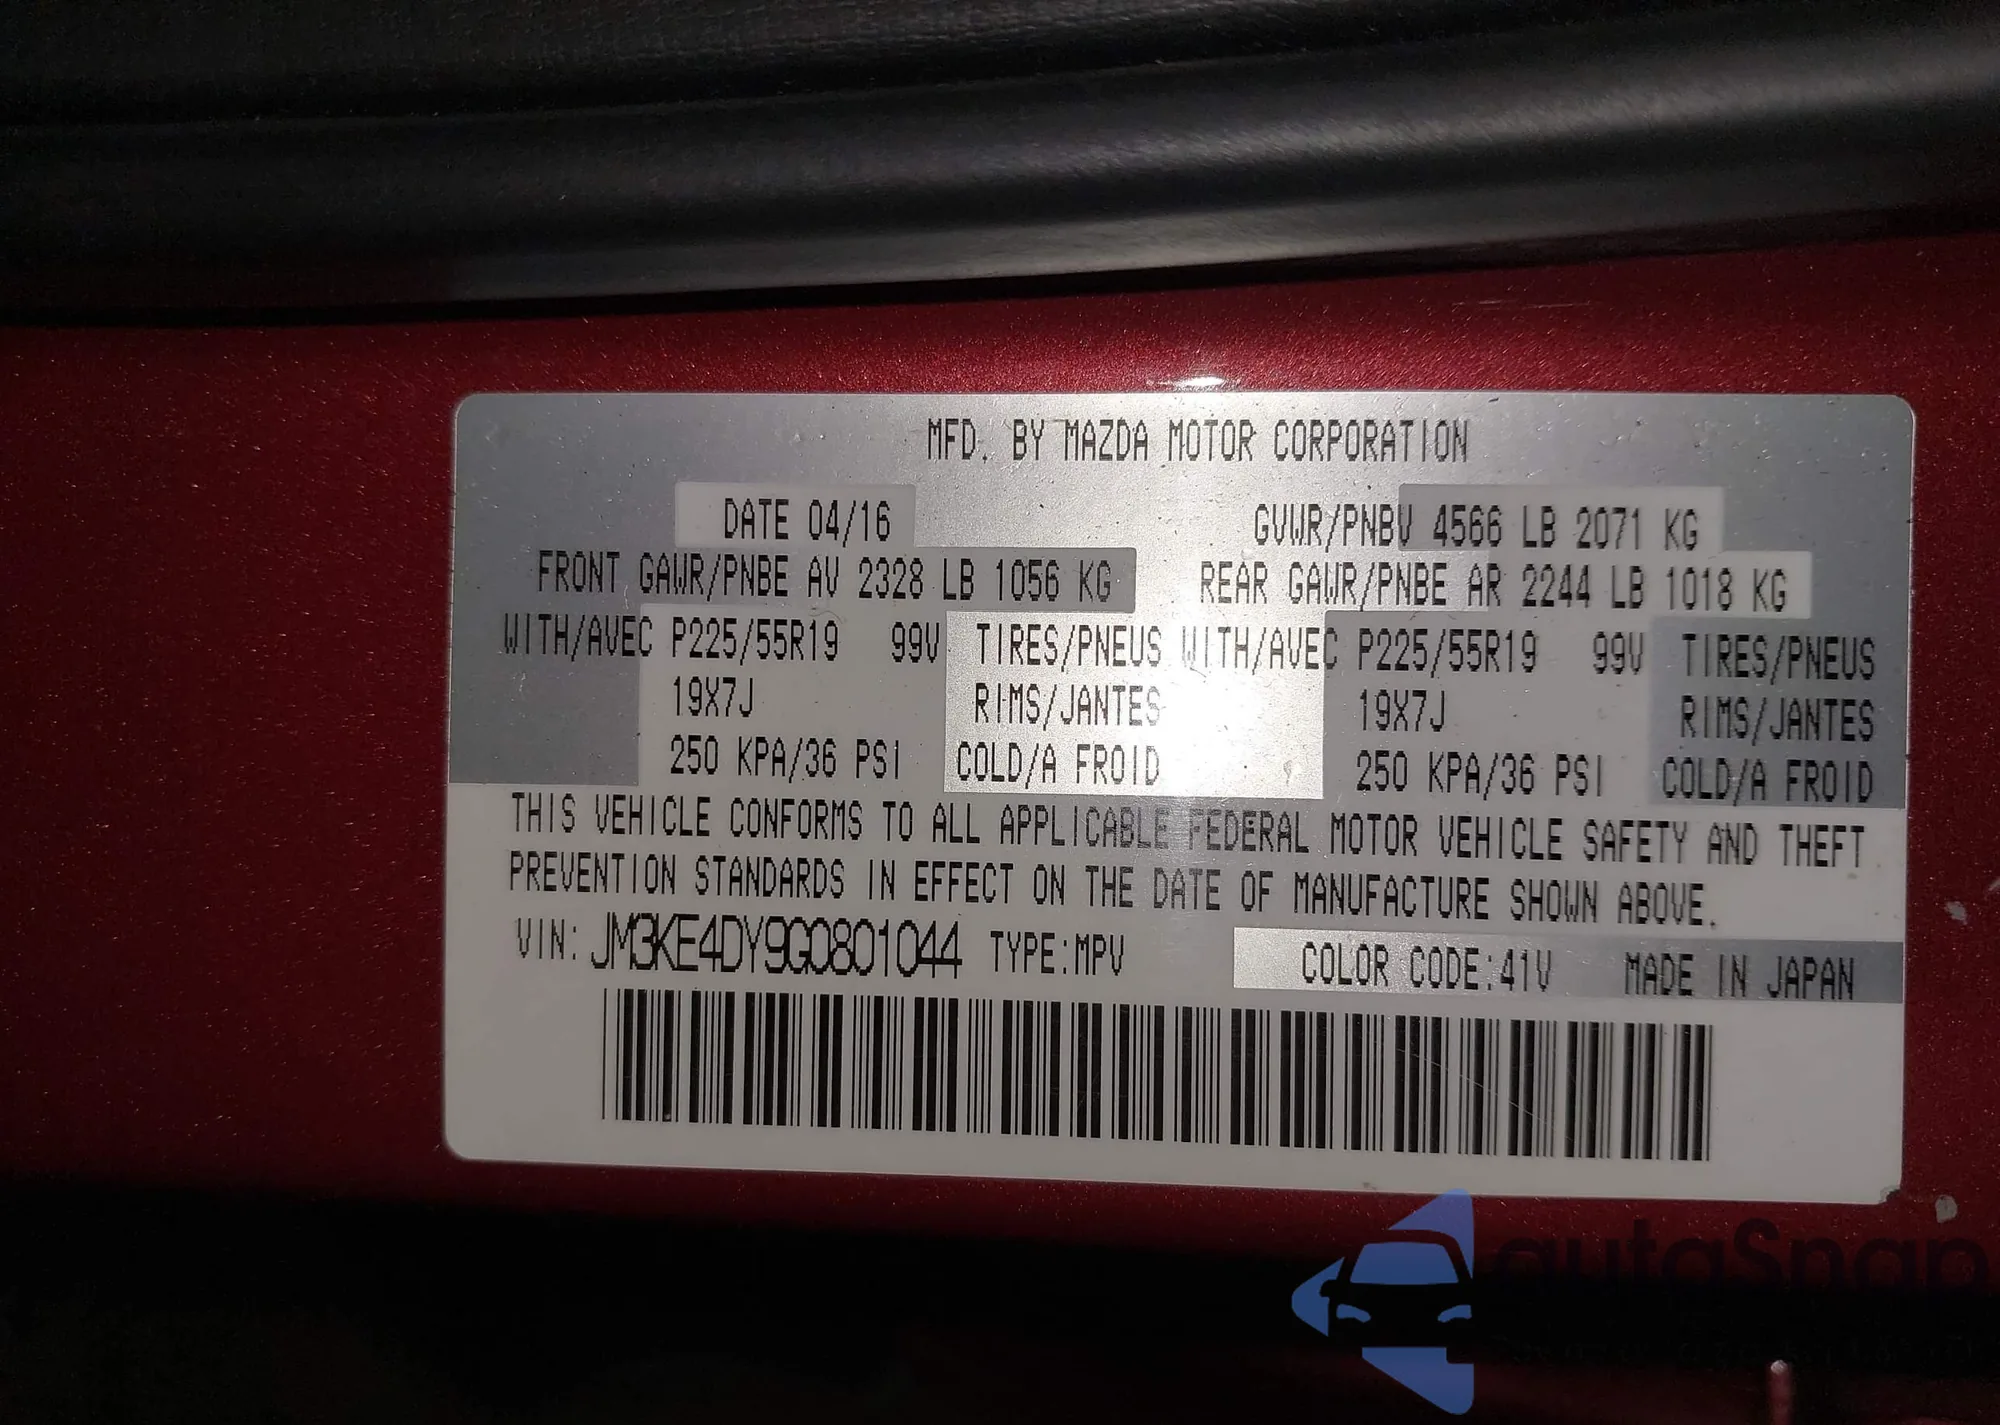 MFD. BY MAZDA MOTOR CORPORATION
DATE 04/16 GVWR/PNBV 4566 LB 2071 KG
FRONT GAWR/PNBE AV 2328 LB 1056 KG REAR GAWR/PNBE AR 2244 LB 1018 KG
WITH/AVEC P225/55R19 99V TIRES/PNEUS WITH/AVEC P225/55R19 99V TIRES/PNEUS
19X7J RIMS/JANTES 19X7J RIMS/JANTES
250 KPA/36 PSI COLD/A FROID 250 KPA/36 PSI COLD/A FROID
THIS VEHICLE CONFORMS TO ALL APPLICABLE FEDERAL MOTOR VEHICLE SAFETY AND THEFT
PREVENTION STANDARDS IN EFFECT ON THE DATE OF MANUFACTURE SHOWN ABOVE.
VIN: JM3KE4DY9G0801044 TYPE:MPV COLOR CODE:41V MADE IN JAPAN
autaSnap